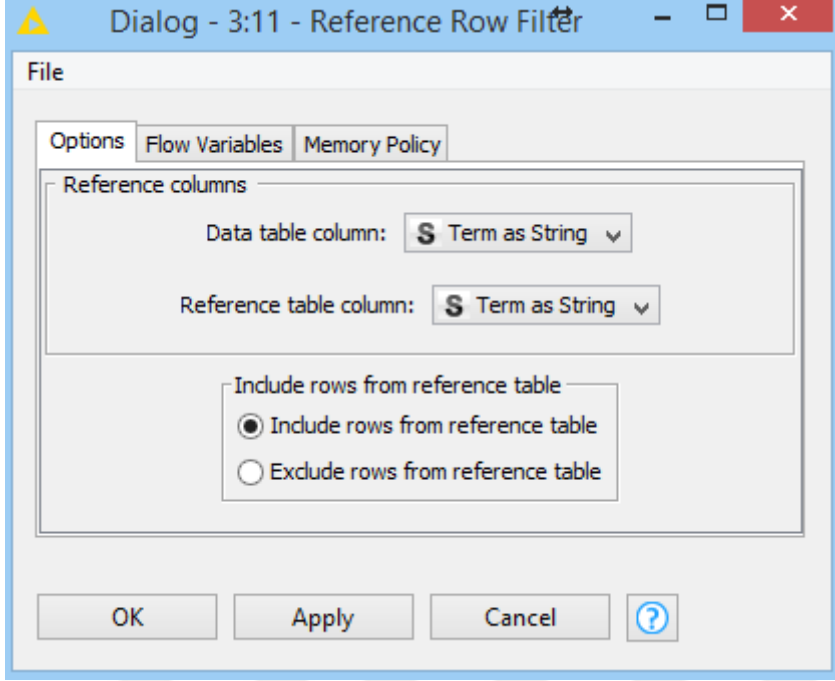 Dialog - 3:11 - Reference Row Filter
File
Options Flow Variables Memory Policy
Reference columns
Data table column: S Term as String
Reference table column: S Term as String
Include rows from reference table
Include rows from reference table
Exclude rows from reference table
OK Apply Cancel ?